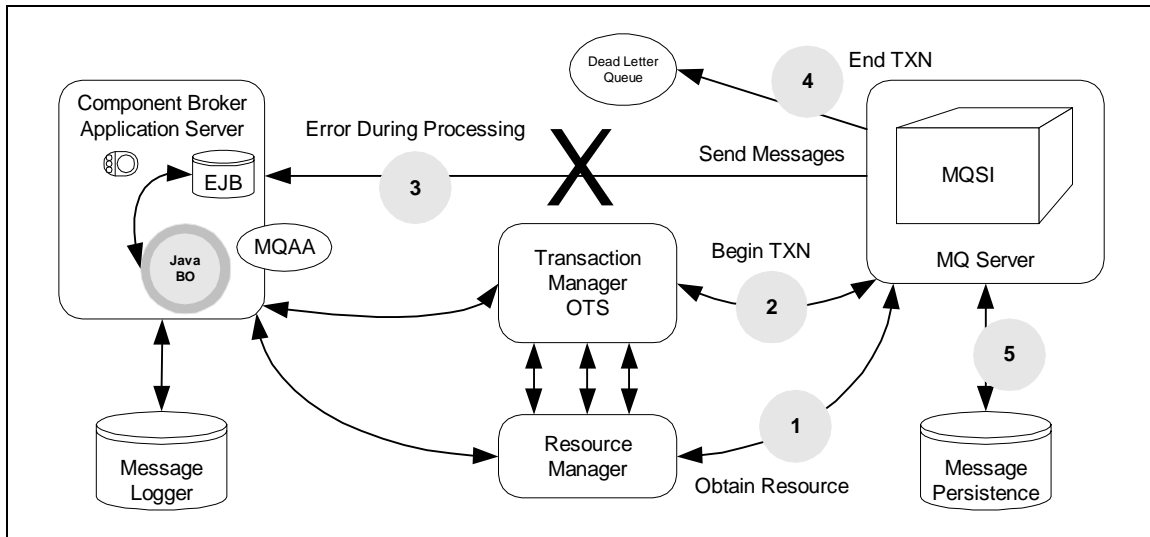 Dead Letter
Queue
4
End TXN
Component Broker
Application Server
Error During Processing
Send Messages
MQSI
EJB
3
MQAA
Java
BO
Transaction
Manager
OTS
Begin TXN
2
MQ Server
5
1
Resource
Manager
Obtain Resource
Message
Logger
Message
Persistence